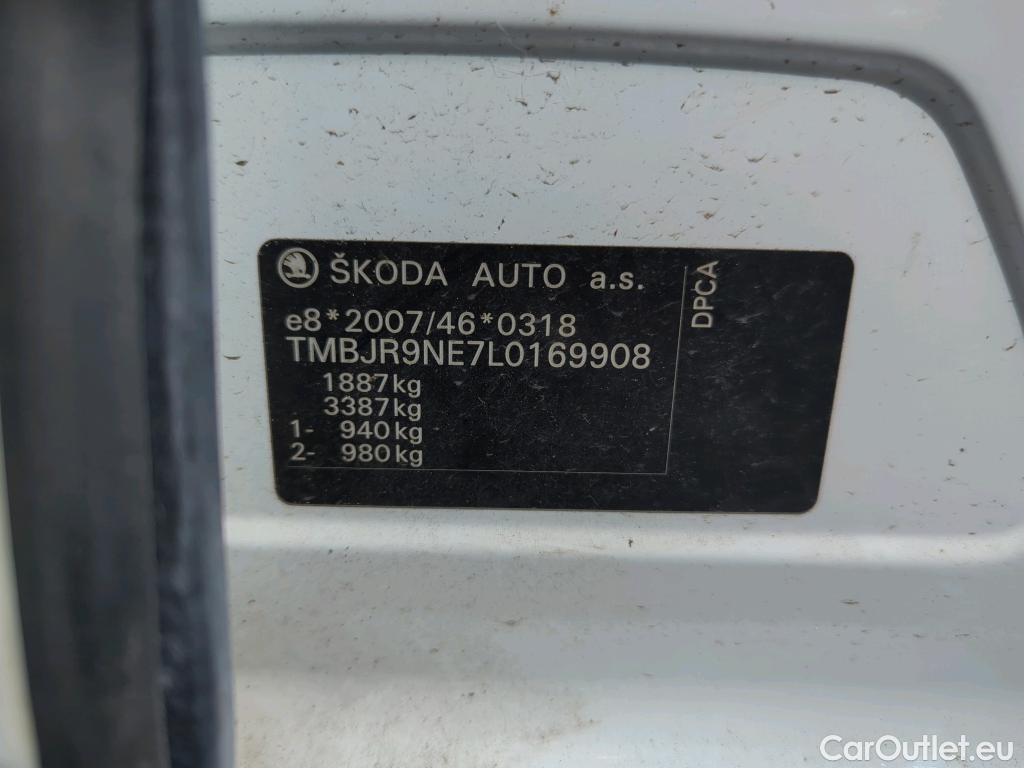 ŠKODA AUTO a.s.
e8*2007/46*0318
TMBJR9NE7L0169908
1887kg
3387kg
1- 940kg
2- 980kg
DPCA
CarOutlet.eu